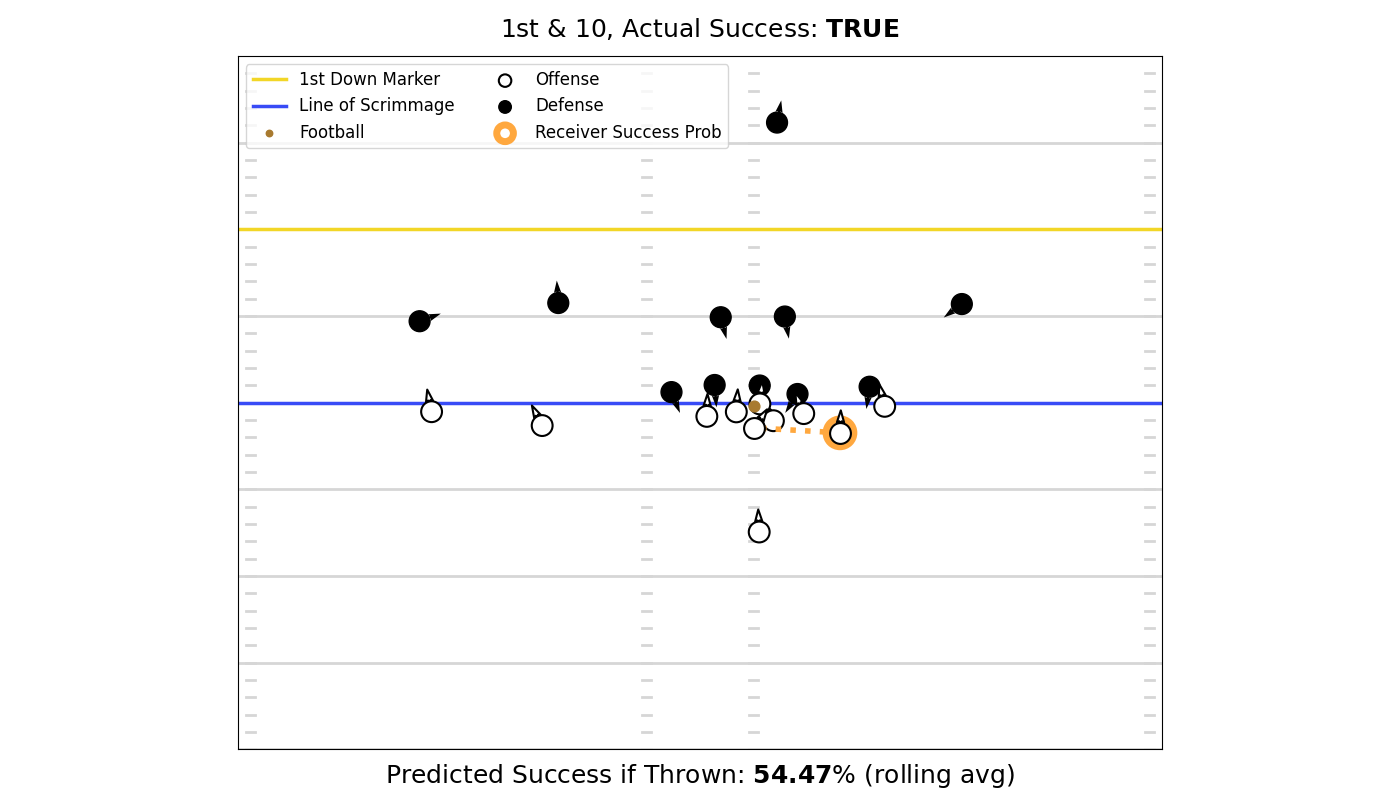 1st & 10, Actual Success: TRUE
1st Down Marker
Line of Scrimmage
Football
Offense
Defense
Receiver Success Prob
Predicted Success if Thrown: 54.47% (rolling avg)